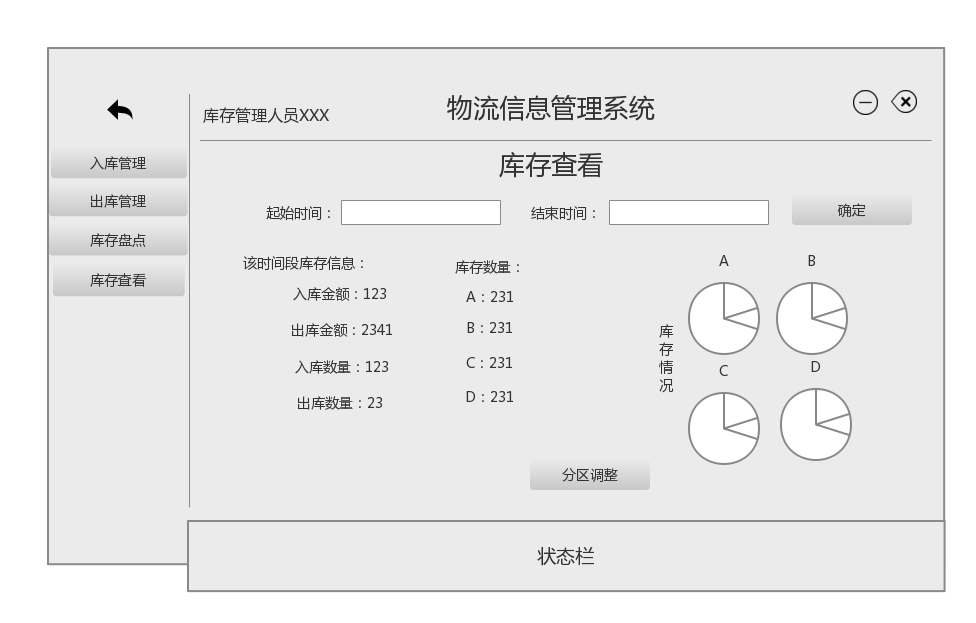 库存管理人员XXX
物流信息管理系统
入库管理
出库管理
库存盘点
库存查看
库存查看
起始时间：
结束时间：
确定
该时间段库存信息：
入库金额：123
出库金额：2341
入库数量：123
出库数量：23
库存数量：
A：231
B：231
C：231
D：231
库存情况
A
B
C
D
分区调整
状态栏